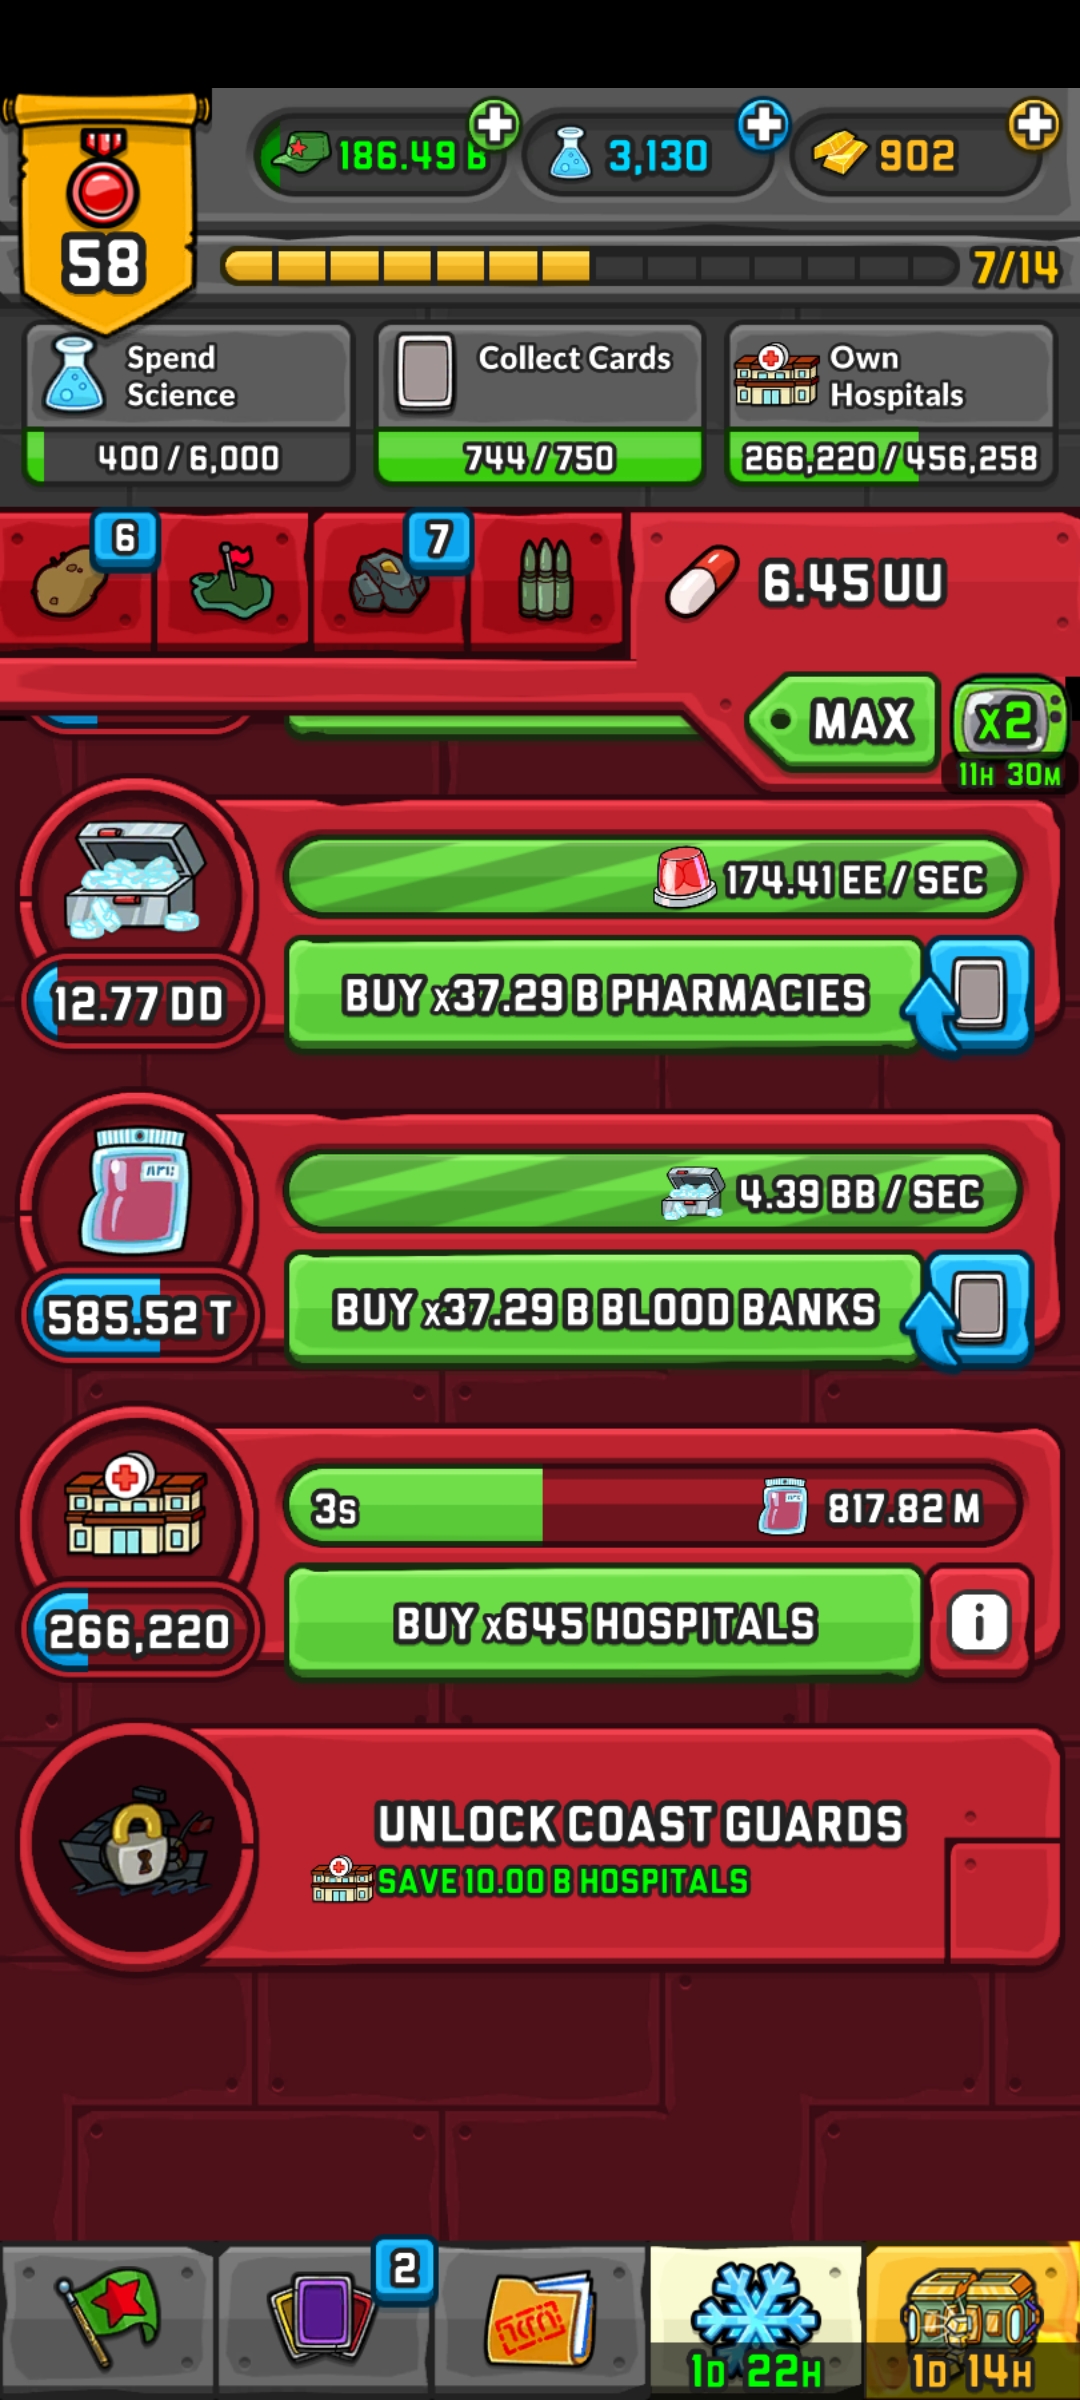 186.49 B
3,130
902
58
7/14
Spend
Science
Collect Cards
Own
Hospitals
400 / 6,000
744 / 750
266,220 / 456,258
6
7
6.45 UU
MAX
x2
11H 30M
174.41 EE / SEC
12.77 DD
BUY x37.29 B PHARMACIES
4.39 BB / SEC
585.52 T
BUY x37.29 B BLOOD BANKS
3s
817.82 M
266,220
BUY x645 HOSPITALS
i
UNLOCK COAST GUARDS
SAVE 10.00 B HOSPITALS
2
1D 22H
1D 14H